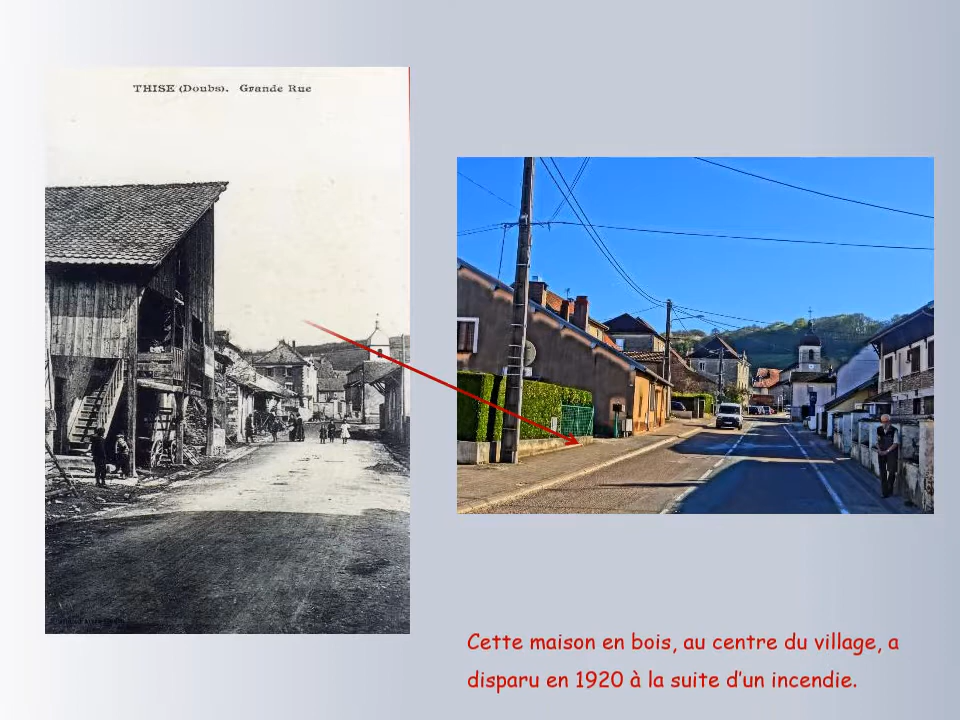 THISE (Doubs). Grande Rue
Cette maison en bois, au centre du village, a
disparu en 1920 à la suite d'un incendie.